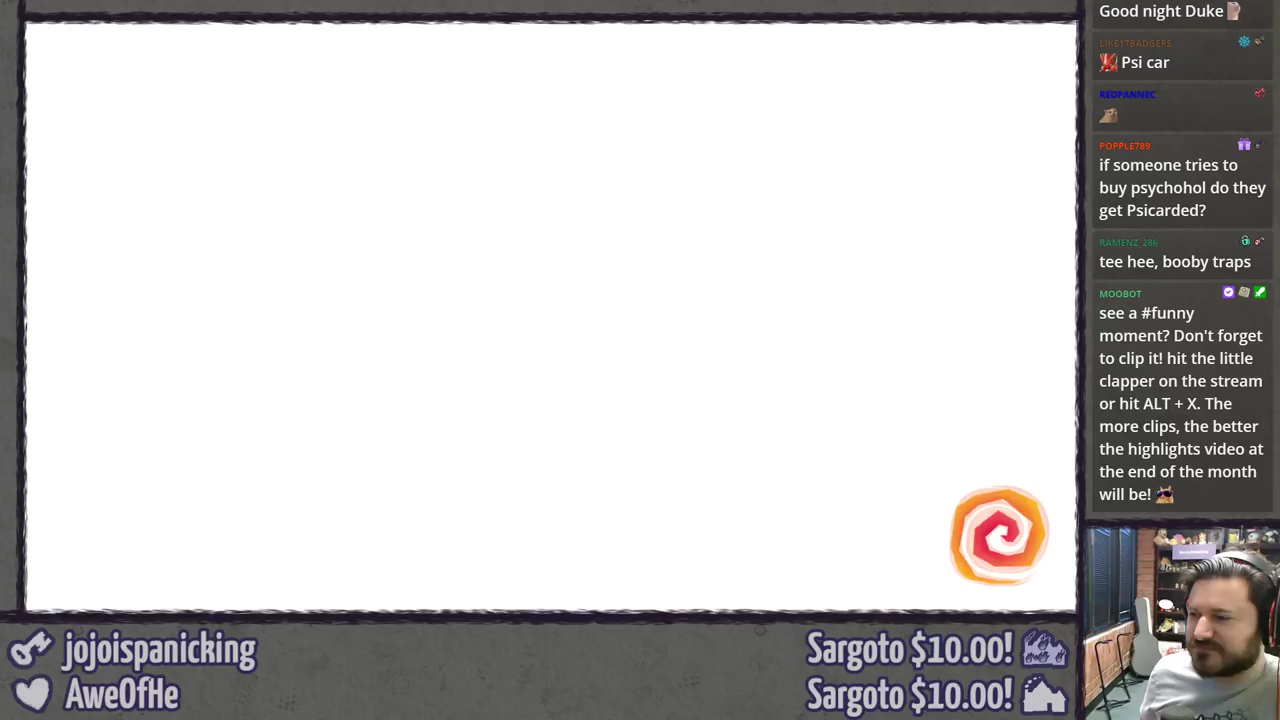 Good night Duke
LIKE17BADGERS
Psi car
REDPANNEC
POPPLE789
if someone tries to
buy psychohol do they
get Psicarded?
RAMENZ_286
tee hee, booby traps
MOOBOT
see a #funny
moment? Don't forget
to clip it! hit the little
clapper on the stream
or hit ALT + X. The
more clips, the better
the highlights video at
the end of the month
will be!
jojoispanicking
Sargoto $10.00!
AweOfHe
Sargoto $10.00!